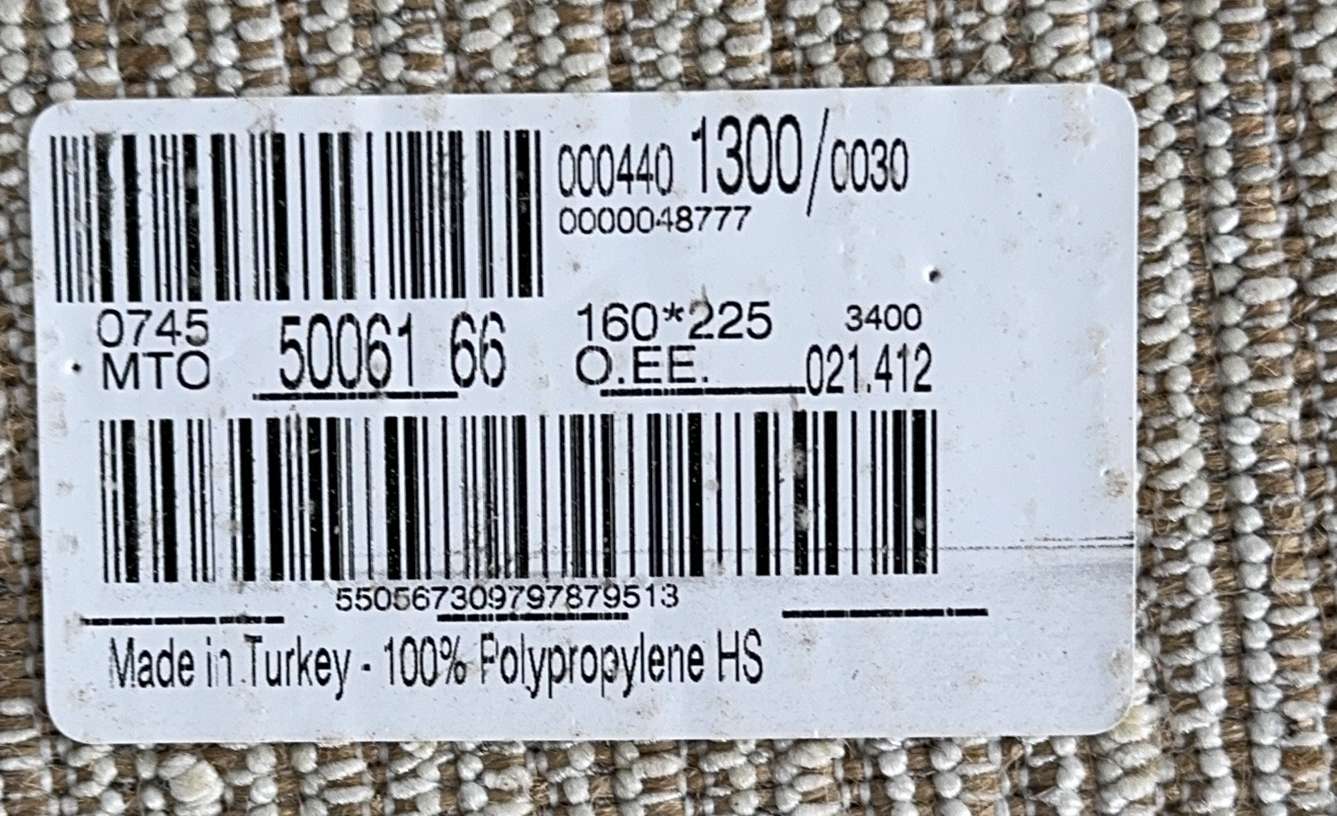 000440 1300/0030
0000048777
0745 50061 66 160*225 3400
MTO O.EE. 021.412
550567309797879513
Made in Turkey - 100% Polypropylene HS